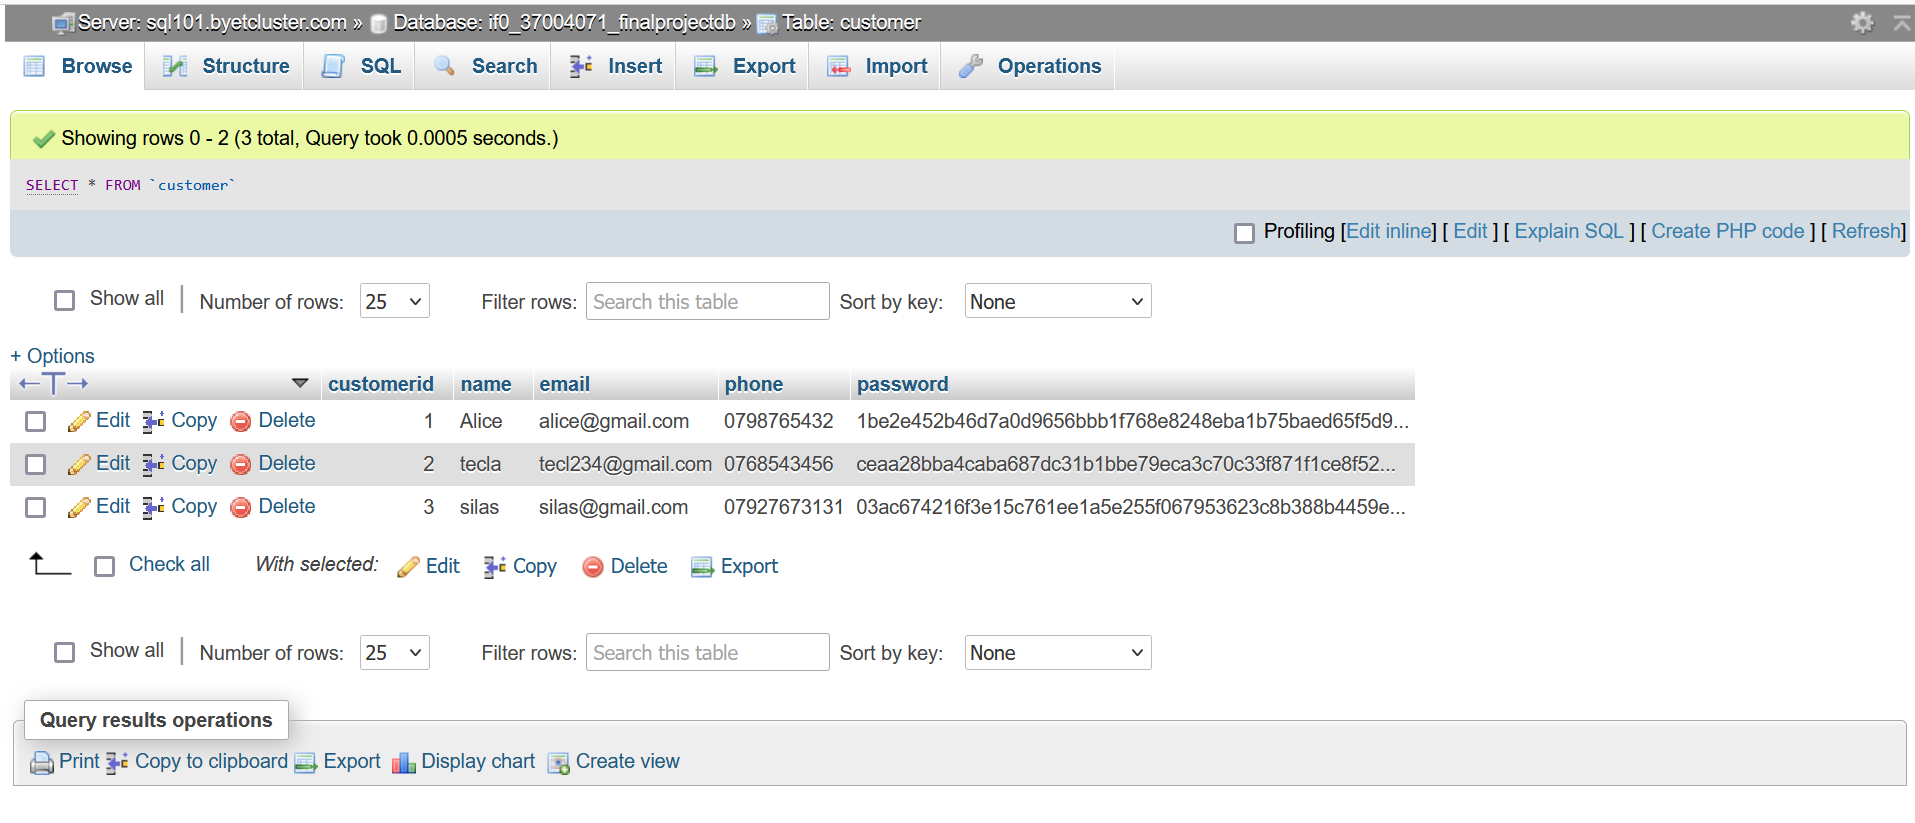 Server: sql101.byetcluster.com » Database: if0_37004071_finalprojectdb » Table: customer
Browse Structure SQL Search Insert Export Import Operations
Showing rows 0 - 2 (3 total, Query took 0.0005 seconds.)
SELECT * FROM `customer`
Profiling [Edit inline] [ Edit ] [ Explain SQL ] [ Create PHP code ] [ Refresh]
Show all | Number of rows: 25 Filter rows: Search this table Sort by key: None
+ Options
←T→ customerid name email phone password
Edit Copy Delete 1 Alice alice@gmail.com 0798765432 1be2e452b46d7a0d9656bbb1f768e8248eba1b75baed65f5d9...
Edit Copy Delete 2 tecla tecl234@gmail.com 0768543456 ceaa28bba4caba687dc31b1bbe79eca3c70c33f871f1ce8f52...
Edit Copy Delete 3 silas silas@gmail.com 07927673131 03ac674216f3e15c761ee1a5e255f067953623c8b388b4459e...
Check all With selected: Edit Copy Delete Export
Show all | Number of rows: 25 Filter rows: Search this table Sort by key: None
Query results operations
Print Copy to clipboard Export Display chart Create view